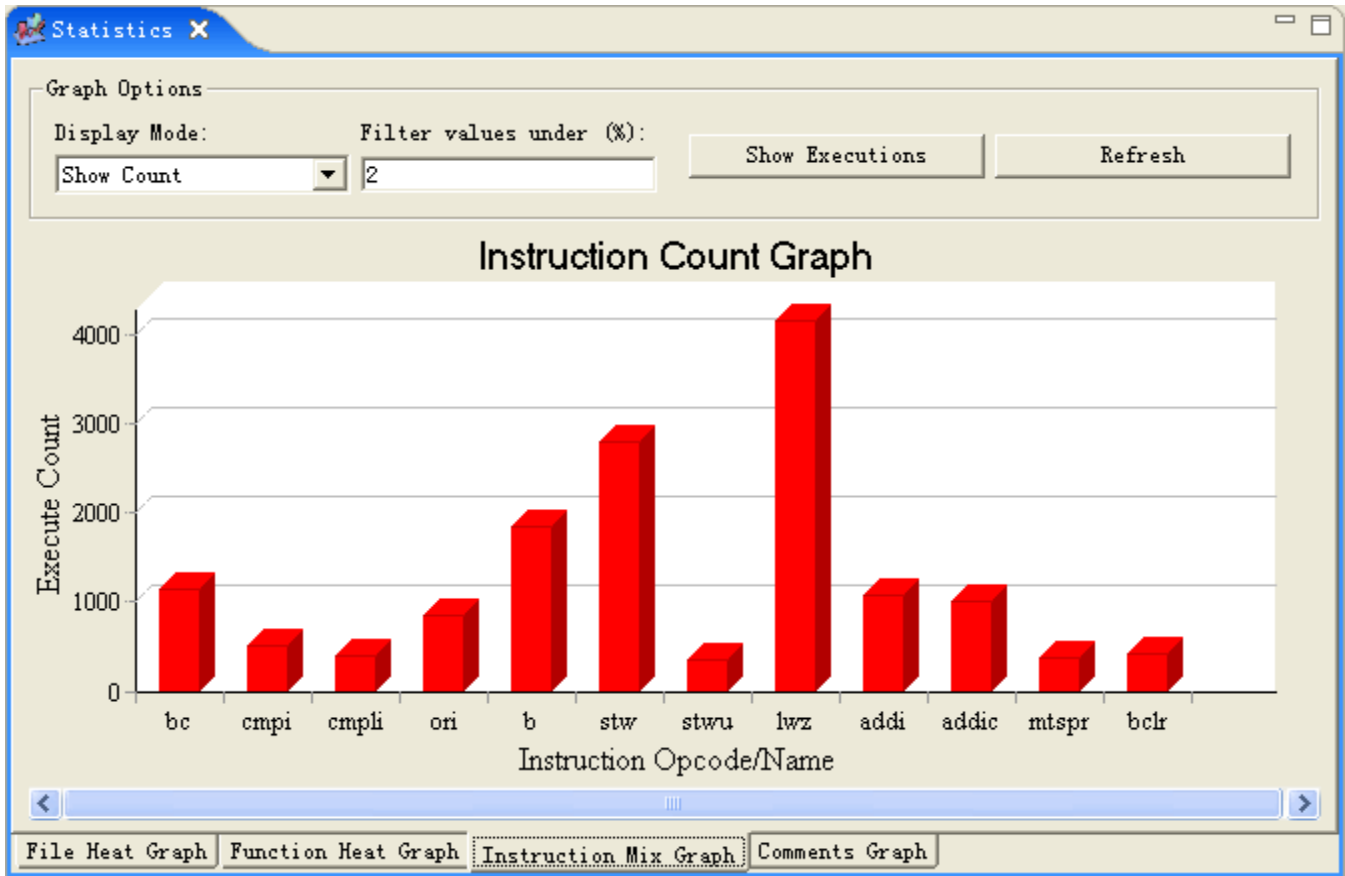 Statistics
Graph Options
Display Mode: Filter values under (%):
Show Count 2 Show Executions Refresh
Instruction Count Graph
4000
3000
2000
1000
0
Execute Count
bc cmpi cmpli ori b stw stwu lwz addi addic mtspr bclr
Instruction Opcode/Name
File Heat Graph Function Heat Graph Instruction Mix Graph Comments Graph